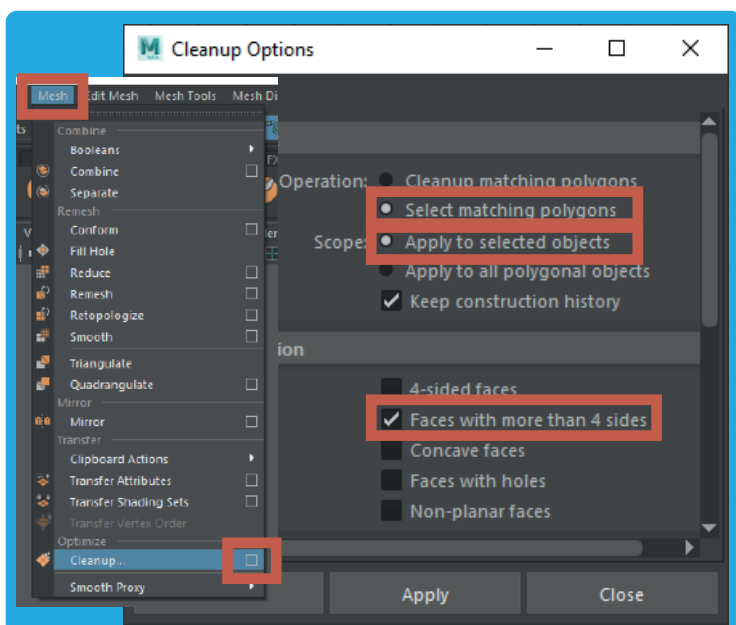 Cleanup Options
Mesh Edit Mesh Mesh Tools Mesh Di
Combine
Booleans
Combine
Separate
Remesh
Conform
Fill Hole
Reduce
Remesh
Retopologize
Smooth
Triangulate
Quadrangulate
Mirror
Mirror
Transfer
Clipboard Actions
Transfer Attributes
Transfer Shading Sets
Transfer Vertex Order
Optimize
Cleanup...
Smooth Proxy
Operation: Cleanup matching polygons
Select matching polygons
Scope: Apply to selected objects
Apply to all polygonal objects
Keep construction history
ion
4-sided faces
Faces with more than 4 sides
Concave faces
Faces with holes
Non-planar faces
Apply Close